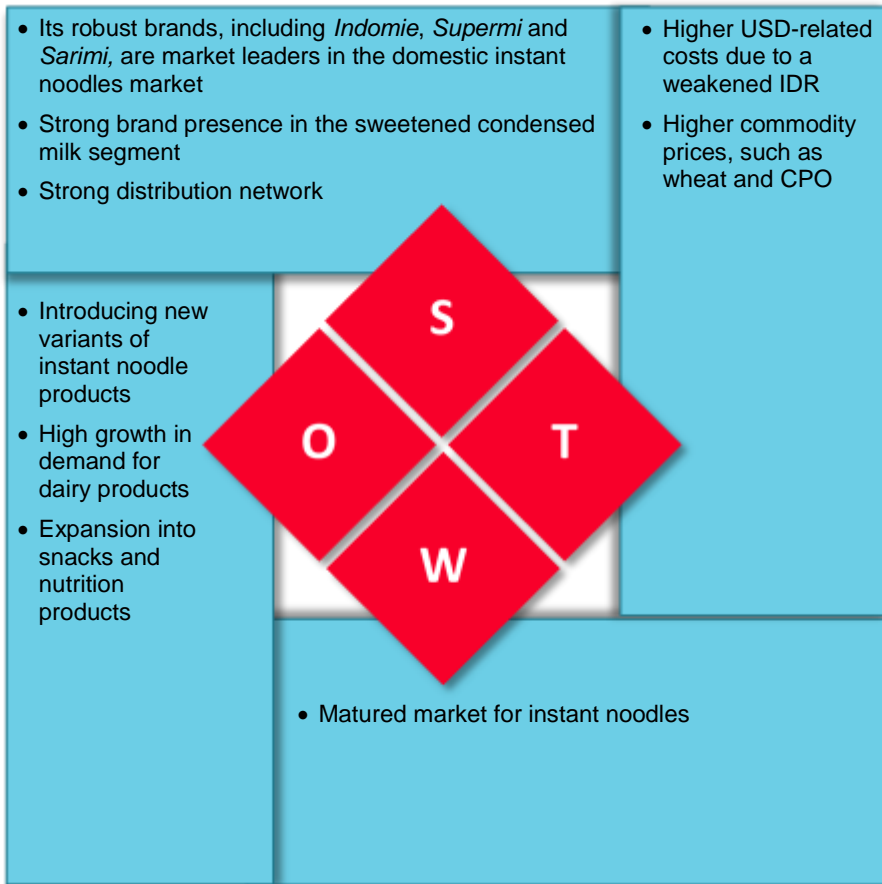 • Its robust brands, including Indomie, Supermi and
Sarimi, are market leaders in the domestic instant
noodles market
• Strong brand presence in the sweetened condensed
milk segment
• Strong distribution network
• Higher USD-related
costs due to a
weakened IDR
• Higher commodity
prices, such as
wheat and CPO
• Introducing new
variants of
instant noodle
products
• High growth in
demand for
dairy products
• Expansion into
snacks and
nutrition
products
S
O
T
W
• Matured market for instant noodles